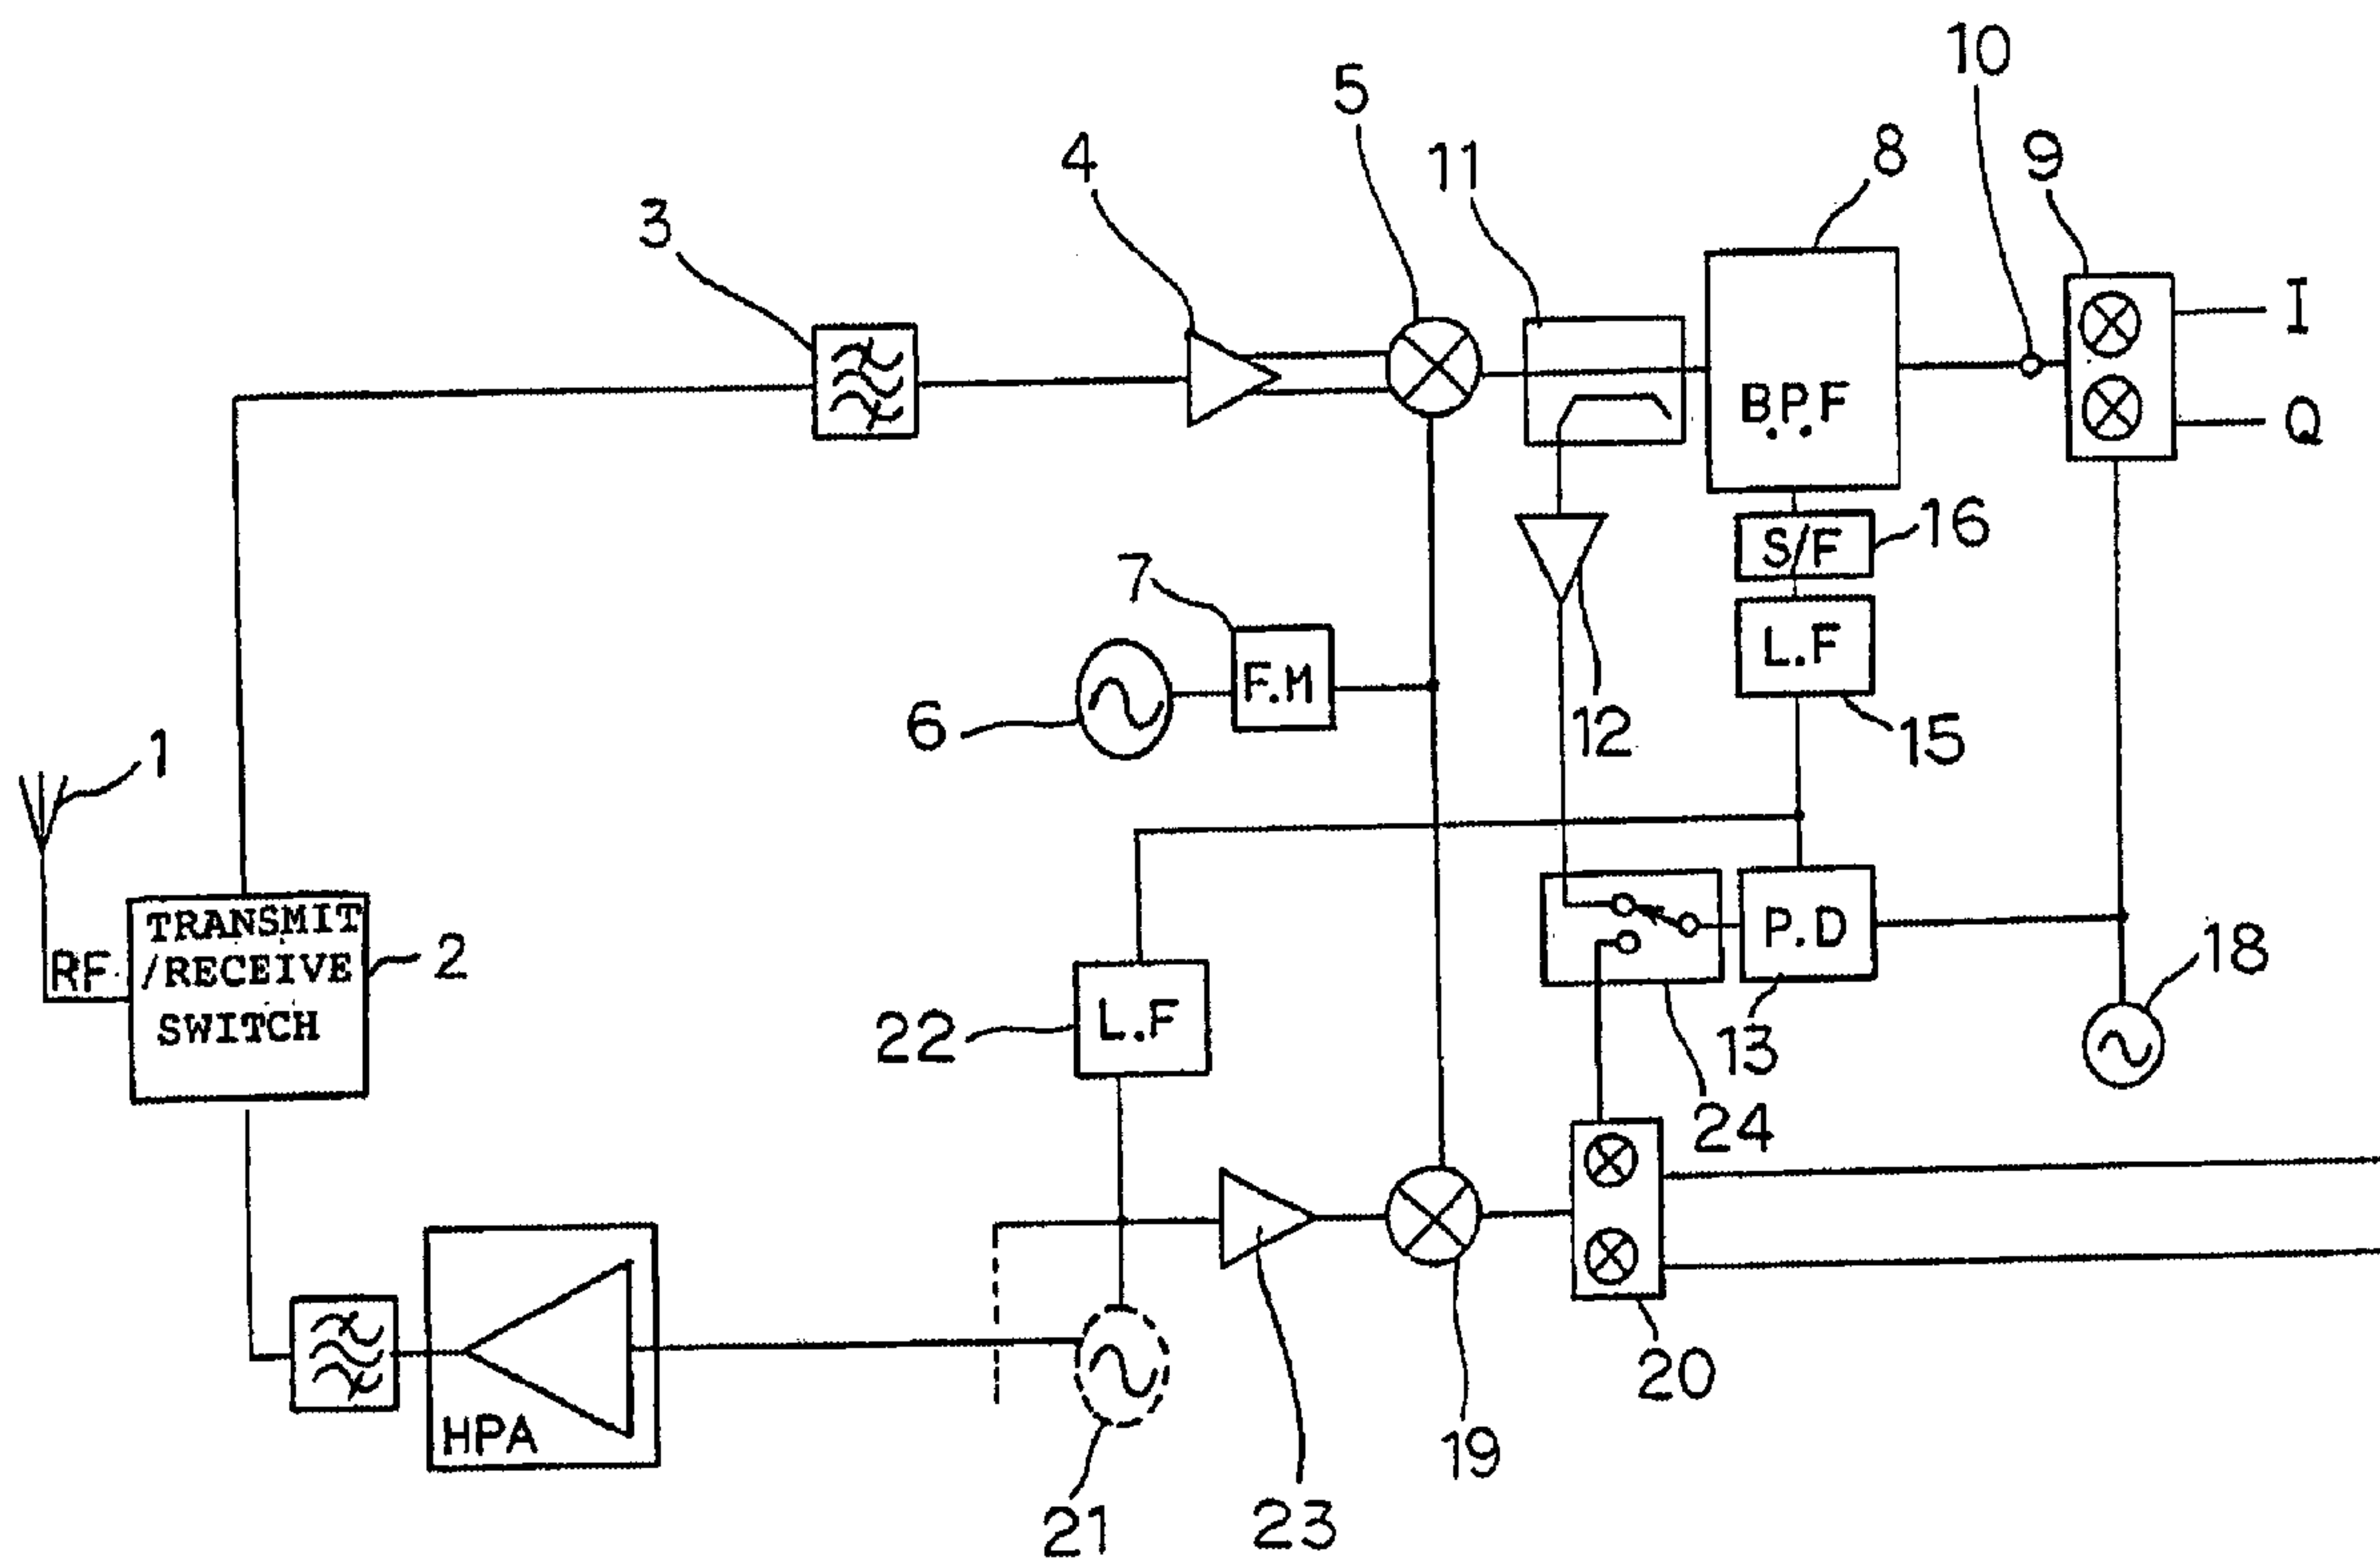 10
5
8
9
11
4
3
I
B.P.F
Q
16
S/F
7
L.F
F.M
6
12
15
1
TRANSMIT
P.D
18
2
RF
/RECEIVE
SWITCH
L.F
22
13
24
20
HPA
19
21
23